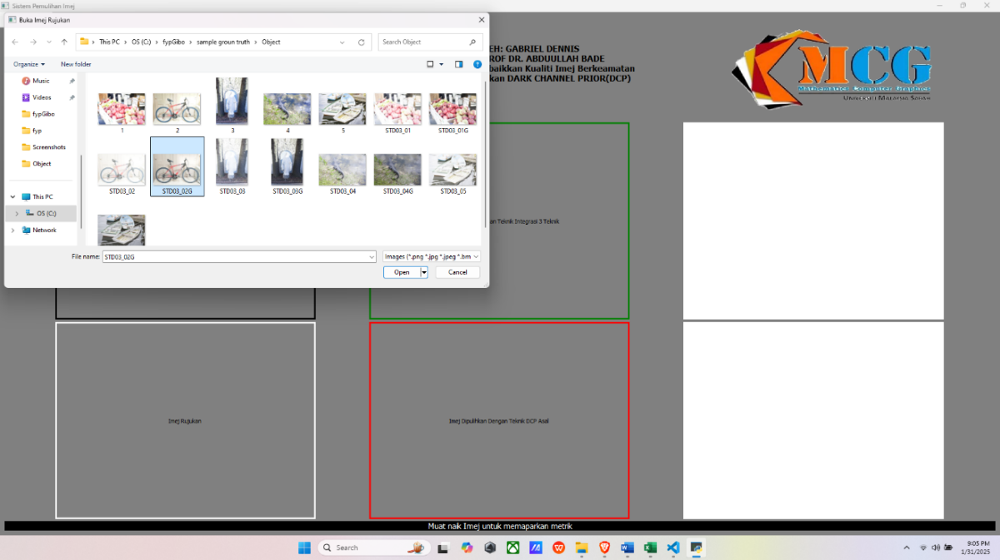 Sistem Pemulihan Imej
Buka Imej Rujukan
This PC > OS (C:) > fypGibo > sample groun truth > Object
Search Object
Organize
New folder
Music
Videos
fypGibo
fyp
Screenshots
Object
This PC
OS (C:)
Network
1
2
3
4
5
STD03_01
STD03_01G
STD03_02
STD03_02G
STD03_03
STD03_03G
STD03_04
STD03_04G
STD03_05
File name:
STD03_02G
Images (*.png *.jpg *.jpeg *.bm
Open
Cancel
EH: GABRIEL DENNIS
ROF DR. ABDUULLAH BADE
baikkan Kualiti Imej Berkeamatan
kan DARK CHANNEL PRIOR(DCP)
MCG
Mathematics Computer Graphics
Universiti Malaysia Sabah
an Teknik Integrasi 3 Teknik
Imej Rujukan
Imej Dipulihkan Dengan Teknik DCP Asal
Muat naik Imej untuk memaparkan metrik
Search
9:05 PM
1/31/2025